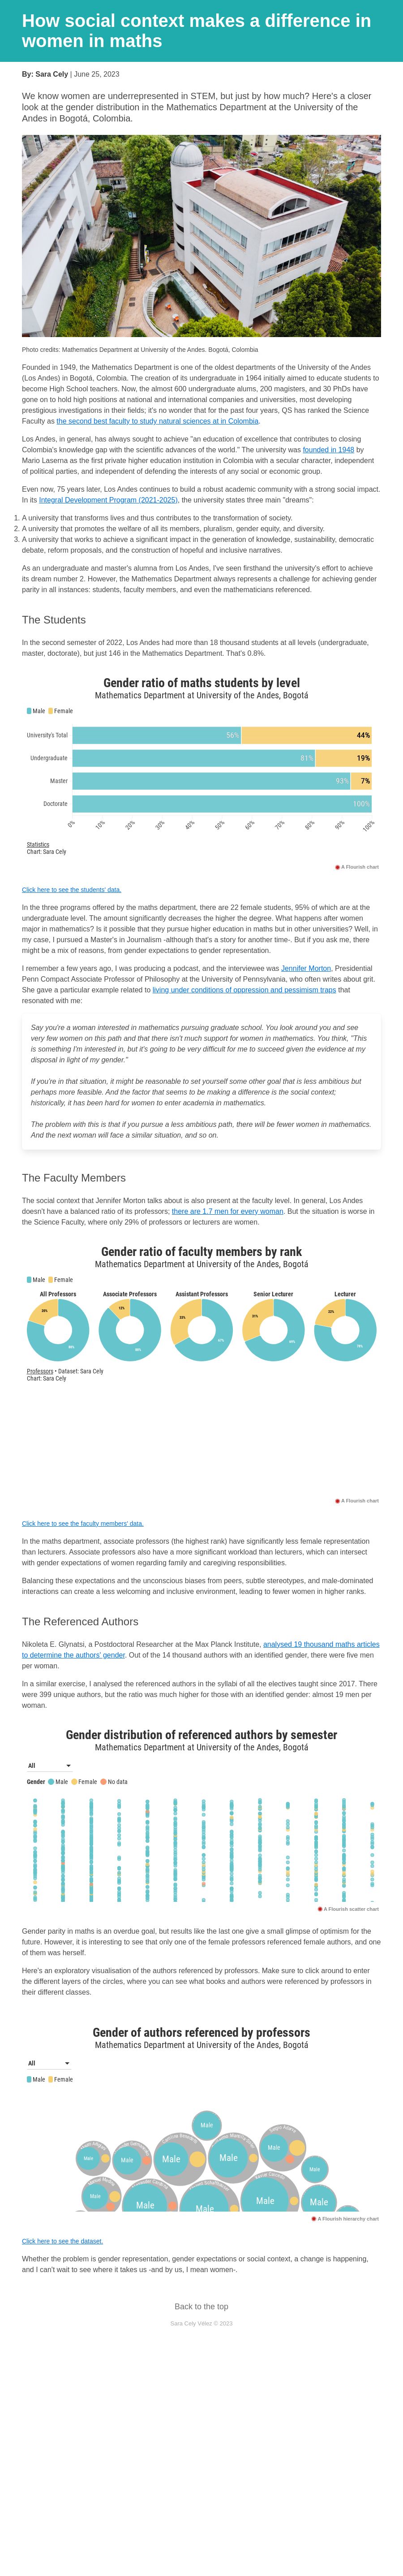 How social context makes a difference in
women in maths
By: Sara Cely | June 25, 2023
We know women are underrepresented in STEM, but just by how much? Here's a closer
look at the gender distribution in the Mathematics Department at the University of the
Andes in Bogotá, Colombia.
Photo credits: Mathematics Department at University of the Andes. Bogotá, Colombia
Founded in 1949, the Mathematics Department is one of the oldest departments of the University of the Andes
(Los Andes) in Bogotá, Colombia. The creation of its undergraduate in 1964 initially aimed to educate students to
become High School teachers. Now, the almost 600 undergraduate alums, 200 magisters, and 30 PhDs have
gone on to hold high positions at national and international companies and universities, most developing
prestigious investigations in their fields; it's no wonder that for the past four years, QS has ranked the Science
Faculty as the second best faculty to study natural sciences at in Colombia.
Los Andes, in general, has always sought to achieve "an education of excellence that contributes to closing
Colombia's knowledge gap with the scientific advances of the world." The university was founded in 1948 by
Mario Laserna as the first private higher education institution in Colombia with a secular character, independent
of political parties, and independent of defending the interests of any social or economic group.
Even now, 75 years later, Los Andes continues to build a robust academic community with a strong social impact.
In its Integral Development Program (2021-2025), the university states three main "dreams":
1. A university that transforms lives and thus contributes to the transformation of society.
2. A university that promotes the welfare of all its members, pluralism, gender equity, and diversity.
3. A university that works to achieve a significant impact in the generation of knowledge, sustainability, democratic
debate, reform proposals, and the construction of hopeful and inclusive narratives.
As an undergraduate and master's alumna from Los Andes, I've seen firsthand the university's effort to achieve
its dream number 2. However, the Mathematics Department always represents a challenge for achieving gender
parity in all instances: students, faculty members, and even the mathematicians referenced.
The Students
In the second semester of 2022, Los Andes had more than 18 thousand students at all levels (undergraduate,
master, doctorate), but just 146 in the Mathematics Department. That's 0.8%.
Gender ratio of maths students by level
Mathematics Department at University of the Andes, Bogotá
Male Female
University's Total 56% 44%
Undergraduate 81% 19%
Master 93% 7%
Doctorate 100%
0% 10% 20% 30% 40% 50% 60% 70% 80% 90% 100%
Statistics
Chart: Sara Cely
A Flourish chart
Click here to see the students' data.
In the three programs offered by the maths department, there are 22 female students, 95% of which are at the
undergraduate level. The amount significantly decreases the higher the degree. What happens after women
major in mathematics? Is it possible that they pursue higher education in maths but in other universities? Well, in
my case, I pursued a Master's in Journalism -although that's a story for another time-. But if you ask me, there
might be a mix of reasons, from gender expectations to gender representation.
I remember a few years ago, I was producing a podcast, and the interviewee was Jennifer Morton, Presidential
Penn Compact Associate Professor of Philosophy at the University of Pennsylvania, who often writes about grit.
She gave a particular example related to living under conditions of oppression and pessimism traps that
resonated with me:
Say you're a woman interested in mathematics pursuing graduate school. You look around you and see
very few women on this path and that there isn't much support for women in mathematics. You think, "This
is something I'm interested in, but it's going to be very difficult for me to succeed given the evidence at my
disposal in light of my gender."
If you're in that situation, it might be reasonable to set yourself some other goal that is less ambitious but
perhaps more feasible. And the factor that seems to be making a difference is the social context;
historically, it has been hard for women to enter academia in mathematics.
The problem with this is that if you pursue a less ambitious path, there will be fewer women in mathematics.
And the next woman will face a similar situation, and so on.
The Faculty Members
The social context that Jennifer Morton talks about is also present at the faculty level. In general, Los Andes
doesn't have a balanced ratio of its professors; there are 1.7 men for every woman. But the situation is worse in
the Science Faculty, where only 29% of professors or lecturers are women.
Gender ratio of faculty members by rank
Mathematics Department at University of the Andes, Bogotá
Male Female
All Professors Associate Professors Assistant Professors Senior Lecturer Lecturer
Professors • Dataset: Sara Cely
Chart: Sara Cely
A Flourish chart
Click here to see the faculty members' data.
In the maths department, associate professors (the highest rank) have significantly less female representation
than lecturers. Associate professors also have a more significant workload than lecturers, which can intersect
with gender expectations of women regarding family and caregiving responsibilities.
Balancing these expectations and the unconscious biases from peers, subtle stereotypes, and male-dominated
interactions can create a less welcoming and inclusive environment, leading to fewer women in higher ranks.
The Referenced Authors
Nikoleta E. Glynatsi, a Postdoctoral Researcher at the Max Planck Institute, analysed 19 thousand maths articles
to determine the authors' gender. Out of the 14 thousand authors with an identified gender, there were five men
per woman.
In a similar exercise, I analysed the referenced authors in the syllabi of all the electives taught since 2017. There
were 399 unique authors, but the ratio was much higher for those with an identified gender: almost 19 men per
woman.
Gender distribution of referenced authors by semester
Mathematics Department at University of the Andes, Bogotá
All
Gender Male Female No data
A Flourish scatter chart
Gender parity in maths is an overdue goal, but results like the last one give a small glimpse of optimism for the
future. However, it is interesting to see that only one of the female professors referenced female authors, and one
of them was herself.
Here's an exploratory visualisation of the authors referenced by professors. Make sure to click around to enter
the different layers of the circles, where you can see what books and authors were referenced by professors in
their different classes.
Gender of authors referenced by professors
Mathematics Department at University of the Andes, Bogotá
All
Male Female
Male
Male Male Male Male Male
Male
Male Male Male Male Male
A Flourish hierarchy chart
Click here to see the dataset.
Whether the problem is gender representation, gender expectations or social context, a change is happening,
and I can't wait to see where it takes us -and by us, I mean women-.
Back to the top
Sara Cely Vélez © 2023